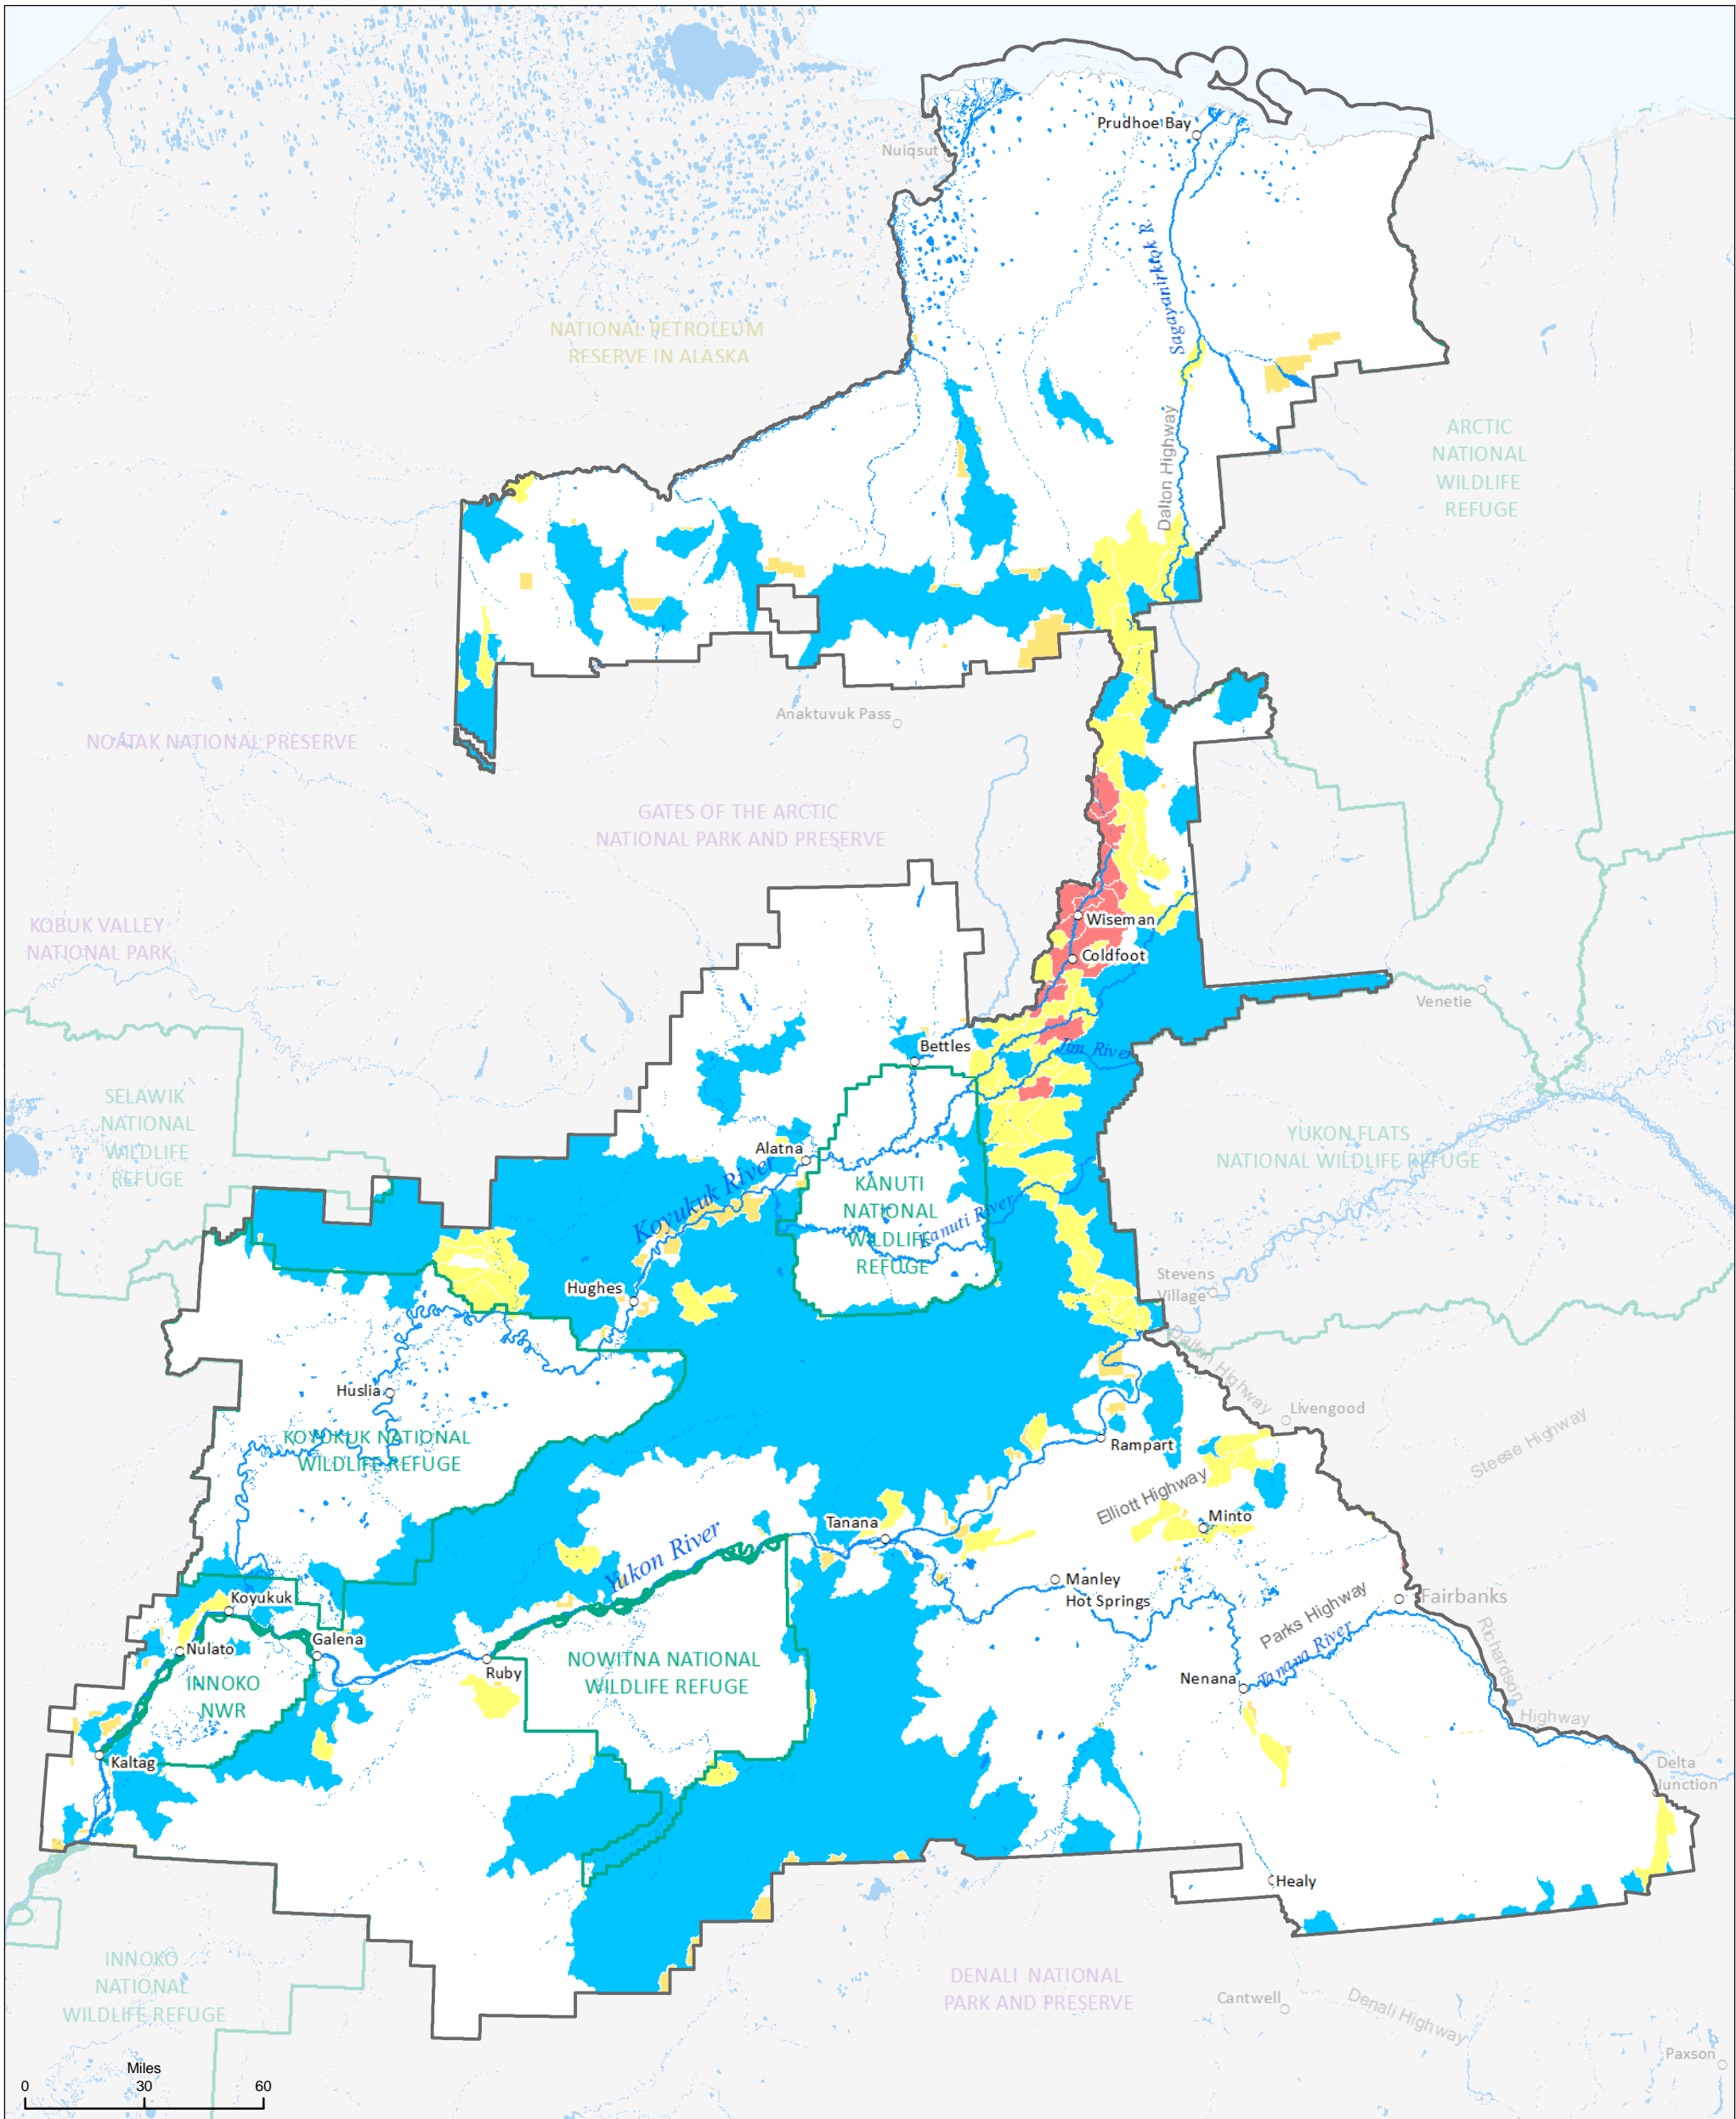 Prudhoe Bay
Nuiqsut
Sagavanirktok R.
NATIONAL PETROLEUM
RESERVE IN ALASKA
Dalton Highway
ARCTIC
NATIONAL
WILDLIFE
REFUGE
Anaktuvuk Pass
NOATAK NATIONAL PRESERVE
GATES OF THE ARCTIC
NATIONAL PARK AND PRESERVE
KOBUK VALLEY
NATIONAL PARK
Wiseman
Coldfoot
Venetie
Bettles
Jim River
SELAWIK
NATIONAL
WILDLIFE
REFUGE
Alatna
Koyukuk River
YUKON FLATS
NATIONAL WILDLIFE REFUGE
KANUTI
NATIONAL
WILDLIFE
REFUGE
Kanuti River
Hughes
Stevens
Village
Dalton Highway
Huslia
Livengood
KOYUKUK NATIONAL
WILDLIFE REFUGE
Rampart
Steese Highway
Elliott Highway
Minto
Tanana
Yukon River
Manley
Hot Springs
Koyukuk
Fairbanks
Parks Highway
Nulato
Galena
Tanana River
Richardson
Highway
Ruby
NOWITNA NATIONAL
WILDLIFE REFUGE
INNOKO
NWR
Nenana
Kaltag
Delta
Junction
Healy
INNOKO
NATIONAL
WILDLIFE REFUGE
DENALI NATIONAL
PARK AND PRESERVE
Cantwell
Denali Highway
Paxson
Miles
0 30 60